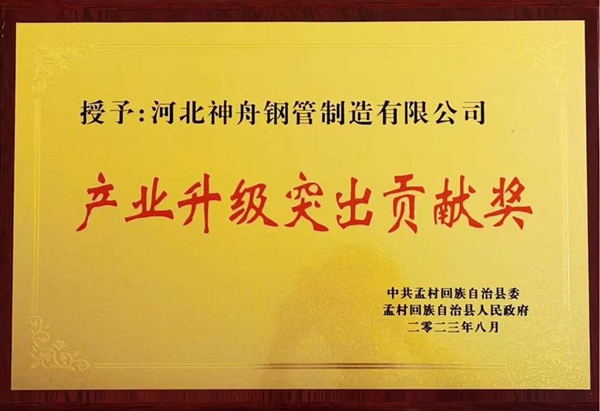 授予:河北神舟钢管制造有限公司
产业升级突出贡献奖
中共孟村回族自治县委
孟村回族自治县人民政府
二零二三年八月